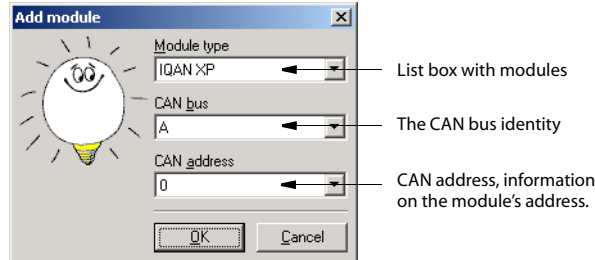 Add module
Module type
IQAN XP
List box with modules
CAN bus
A
The CAN bus identity
CAN address
0
CAN address, information
on the module's address.
OK
Cancel